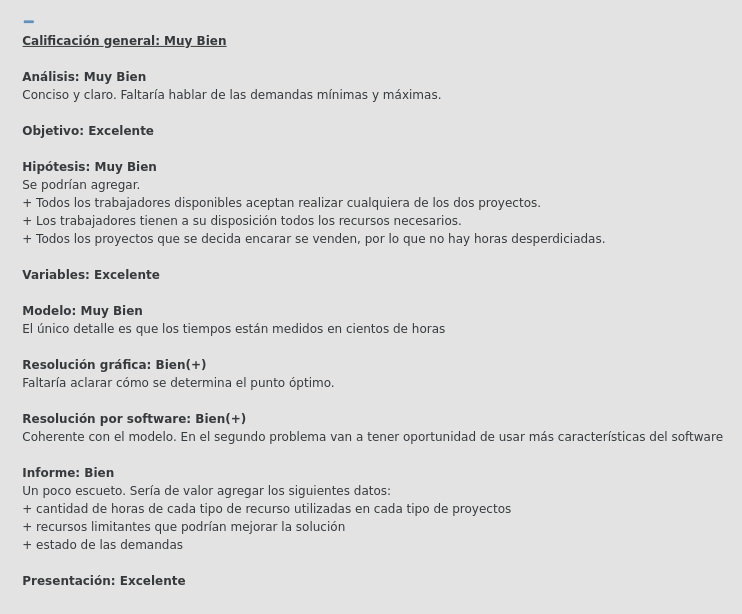 Calificación general: Muy Bien
Análisis: Muy Bien
Conciso y claro. Faltaría hablar de las demandas mínimas y máximas.
Objetivo: Excelente
Hipótesis: Muy Bien
Se podrían agregar.
+ Todos los trabajadores disponibles aceptan realizar cualquiera de los dos proyectos.
+ Los trabajadores tienen a su disposición todos los recursos necesarios.
+ Todos los proyectos que se decida encarar se venden, por lo que no hay horas desperdiciadas.
Variables: Excelente
Modelo: Muy Bien
El único detalle es que los tiempos están medidos en cientos de horas
Resolución gráfica: Bien(+)
Faltaría aclarar cómo se determina el punto óptimo.
Resolución por software: Bien(+)
Coherente con el modelo. En el segundo problema van a tener oportunidad de usar más características del software
Informe: Bien
Un poco escueto. Sería de valor agregar los siguientes datos:
+ cantidad de horas de cada tipo de recurso utilizadas en cada tipo de proyectos
+ recursos limitantes que podrían mejorar la solución
+ estado de las demandas
Presentación: Excelente